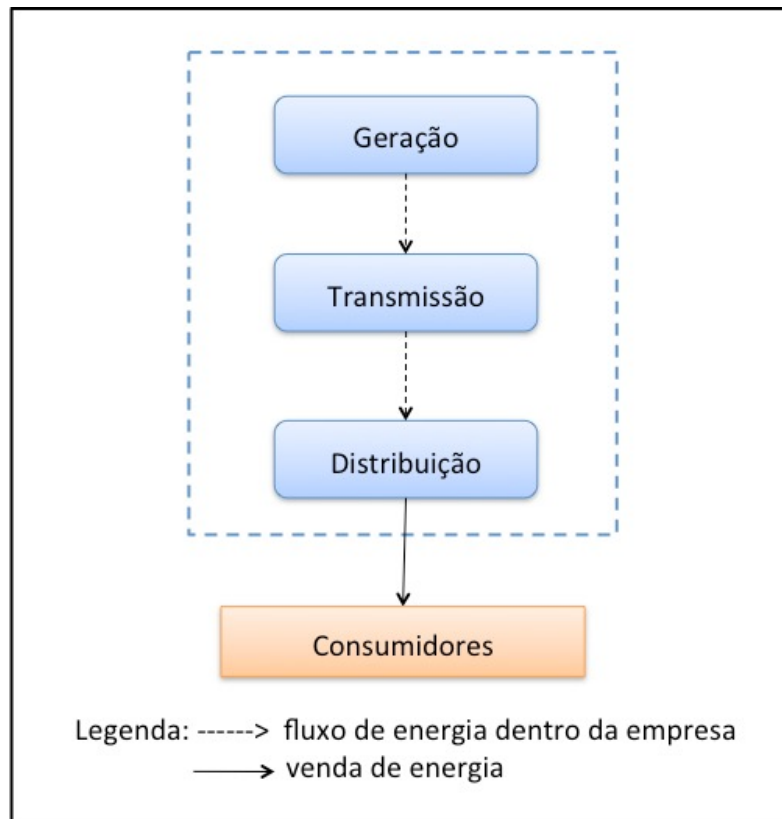 Geração
Transmissão
Distribuição
Consumidores
Legenda: ------> fluxo de energia dentro da empresa
venda de energia